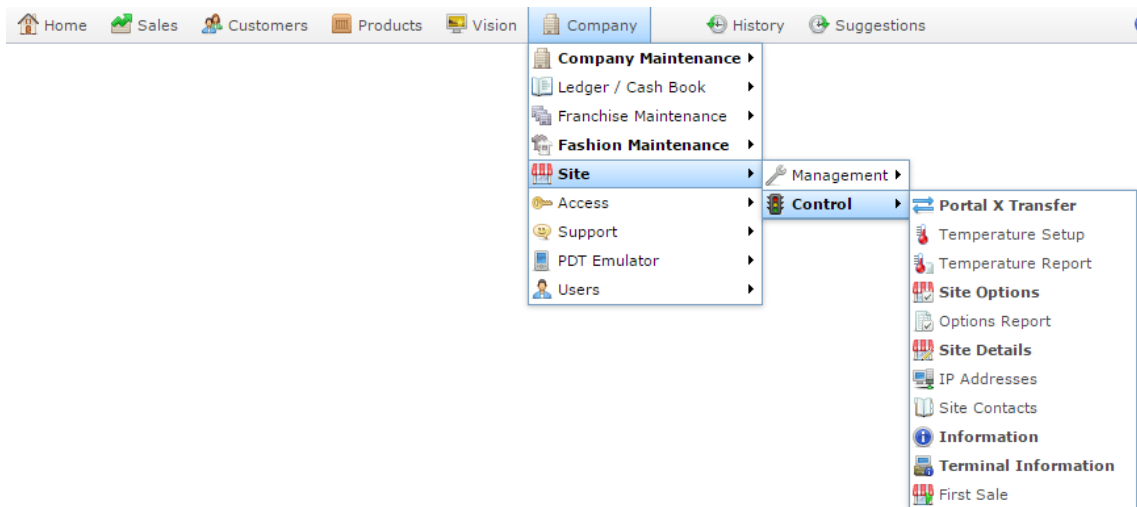 Home Sales Customers Products Vision Company History Suggestions
Company Maintenance
Ledger / Cash Book
Franchise Maintenance
Fashion Maintenance
Site
Management
Access
Control
Support
Portal X Transfer
PDT Emulator
Temperature Setup
Users
Temperature Report
Site Options
Options Report
Site Details
IP Addresses
Site Contacts
Information
Terminal Information
First Sale